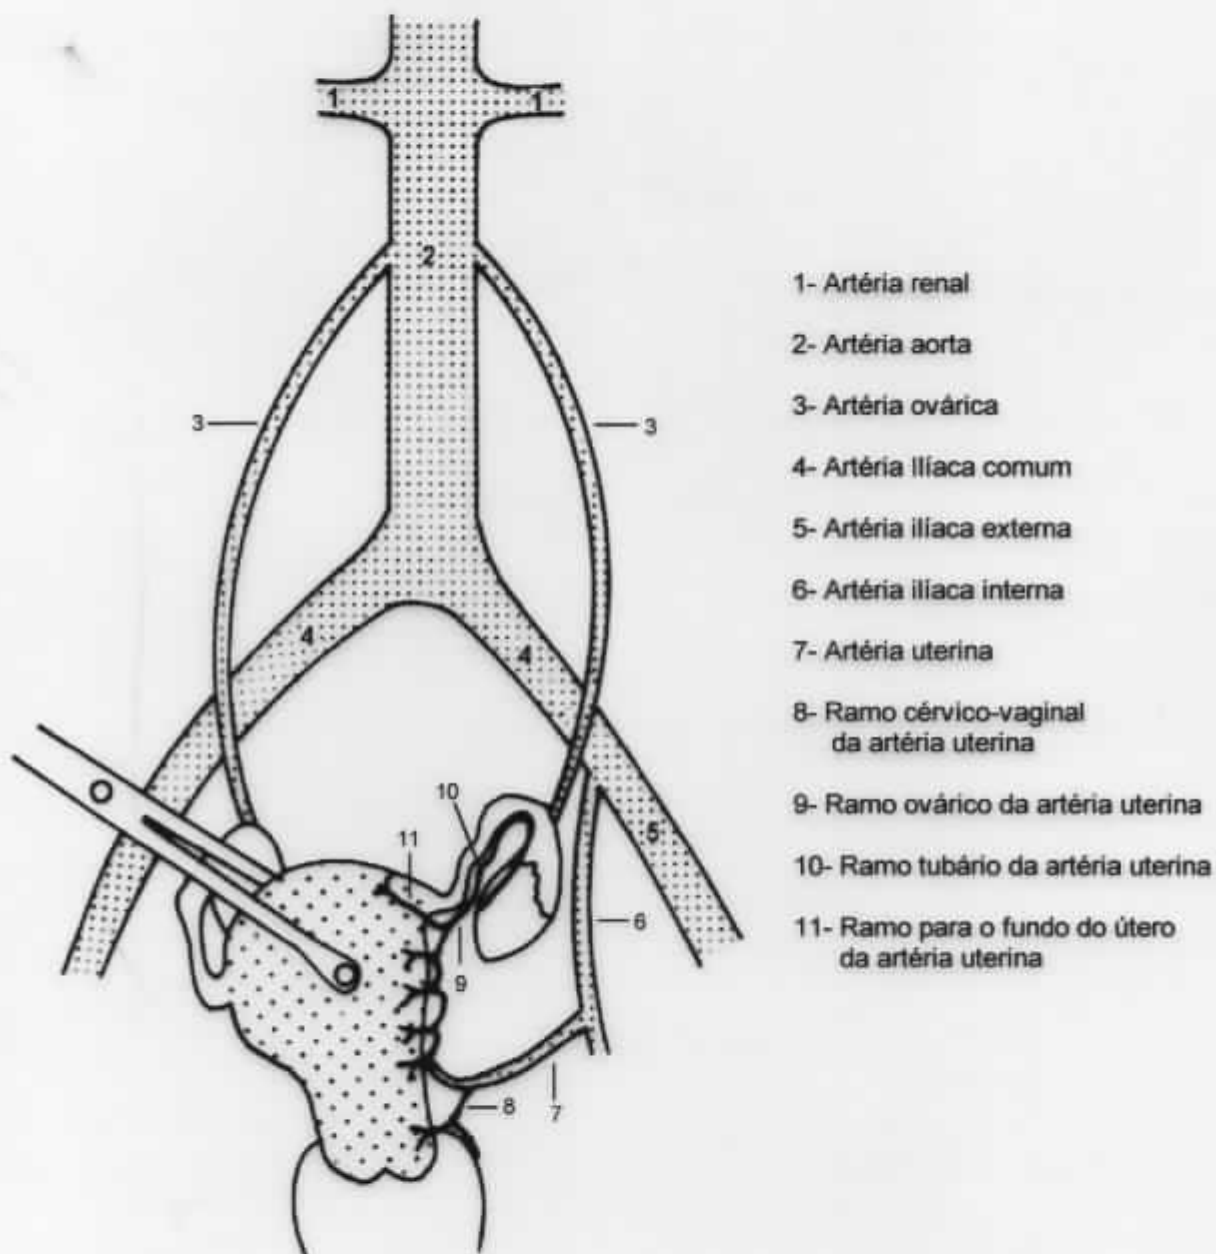 1
1
2
3
3
4
4
10
11
5
6
9
8
7
1- Artéria renal
2- Artéria aorta
3- Artéria ovárica
4- Artéria Ilíaca comum
5- Artéria ilíaca externa
6- Artéria ilíaca interna
7- Artéria uterina
8- Ramo cérvico-vaginal
da artéria uterina
9- Ramo ovárico da artéria uterina
10- Ramo tubário da artéria uterina
11- Ramo para o fundo do útero
da artéria uterina